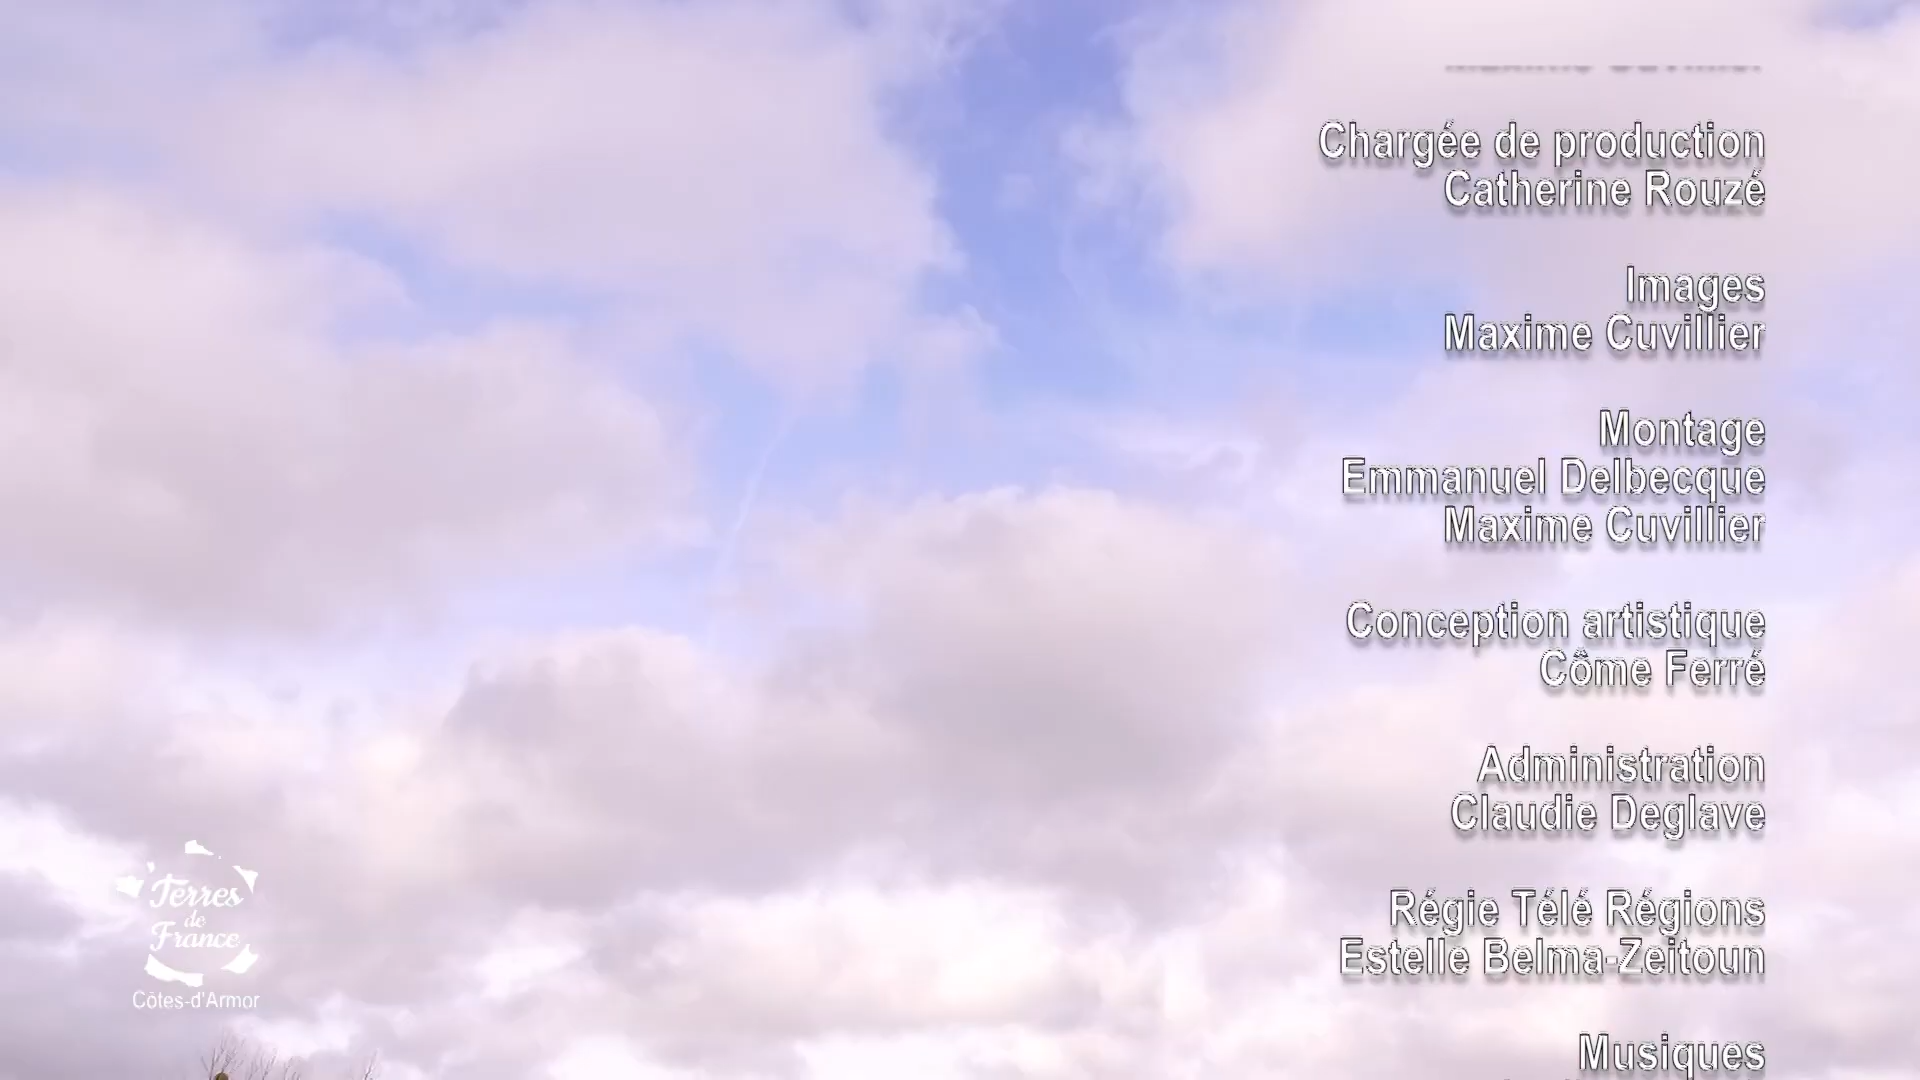 Chargée de production
Catherine Rouzé
Images
Maxime Cuvillier
Montage
Emmanuel Delbecque
Maxime Cuvillier
Conception artistique
Côme Ferré
Administration
Claudie Deglave
Régie Télé Régions
Estelle Belma-Zeitoun
Musiques
Terres
de
France
Côtes-d'Armor